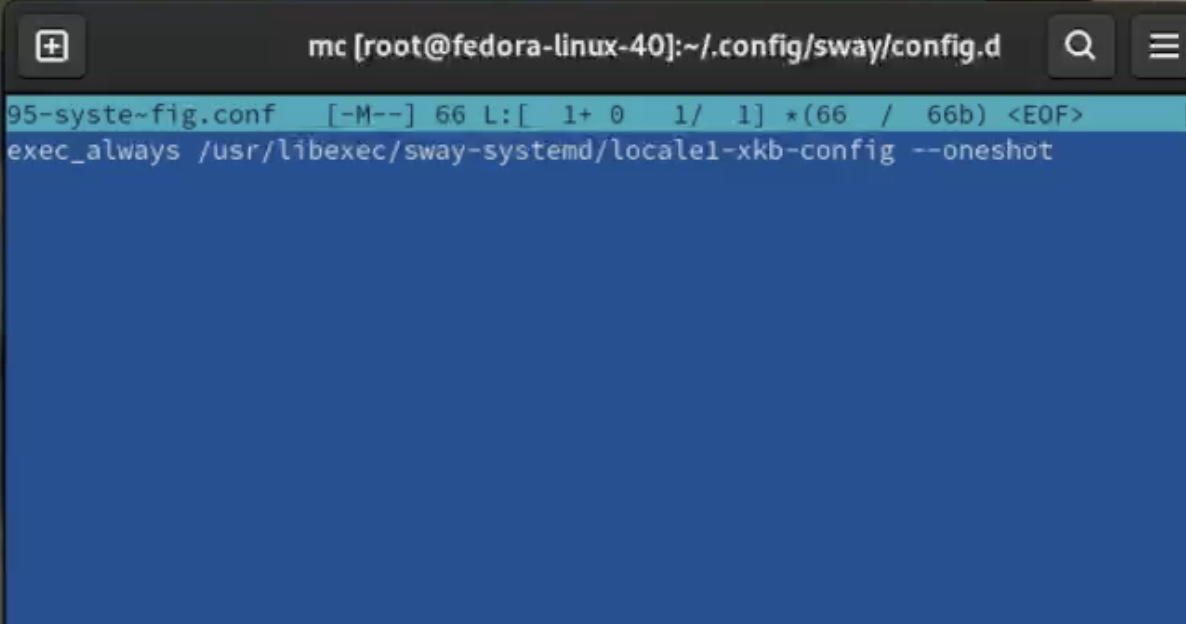 mc [root@fedora-linux-40]:~/.config/sway/config.d
95-syste~fig.conf   [-M--] 66 L:[  1+ 0   1/  1] *(66  /  66b) <EOF>
exec_always /usr/libexec/sway-systemd/locale1-xkb-config --oneshot